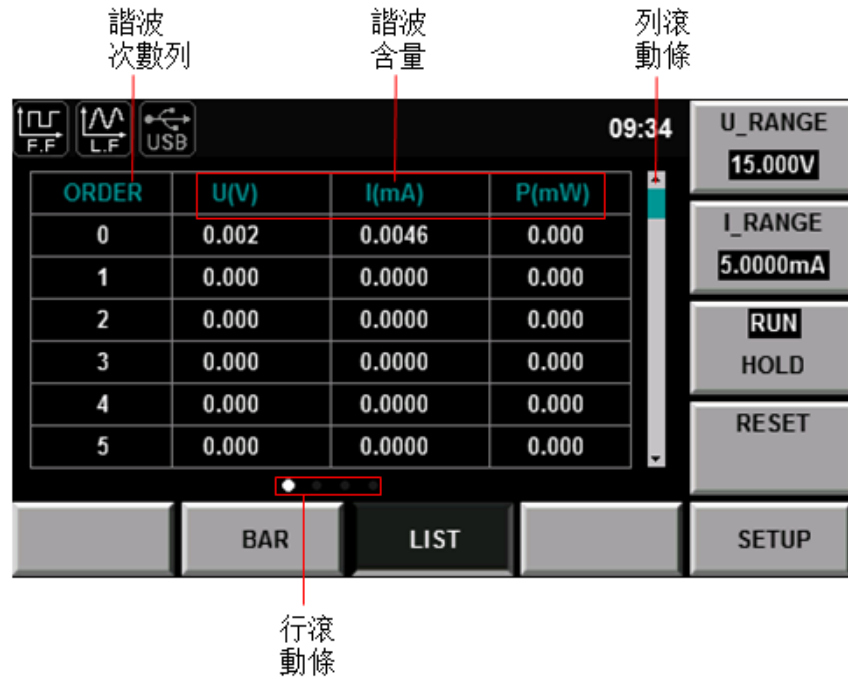 諧波
次數列
諧波
含量
列滾
動條
F.F L.F USB 09:34
U_RANGE
15.000V
ORDER U(V) I(mA) P(mW)
0 0.002 0.0046 0.000
1 0.000 0.0000 0.000
2 0.000 0.0000 0.000
3 0.000 0.0000 0.000
4 0.000 0.0000 0.000
5 0.000 0.0000 0.000
I_RANGE
5.0000mA
RUN
HOLD
RESET
BAR LIST SETUP
行滾
動條